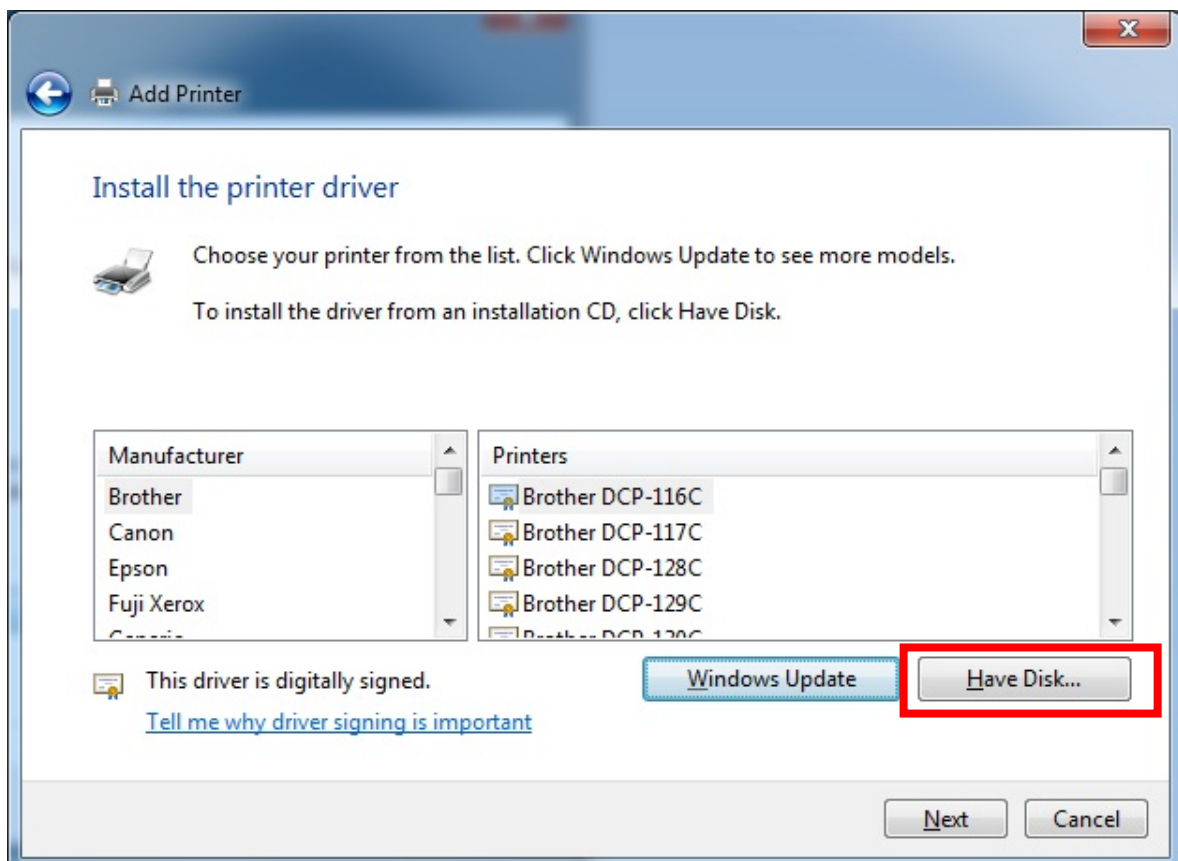 Add Printer
Install the printer driver
Choose your printer from the list. Click Windows Update to see more models.
To install the driver from an installation CD, click Have Disk.
Manufacturer
Brother
Canon
Epson
Fuji Xerox
Printers
Brother DCP-116C
Brother DCP-117C
Brother DCP-128C
Brother DCP-129C
This driver is digitally signed.
Tell me why driver signing is important
Windows Update
Have Disk...
Next
Cancel